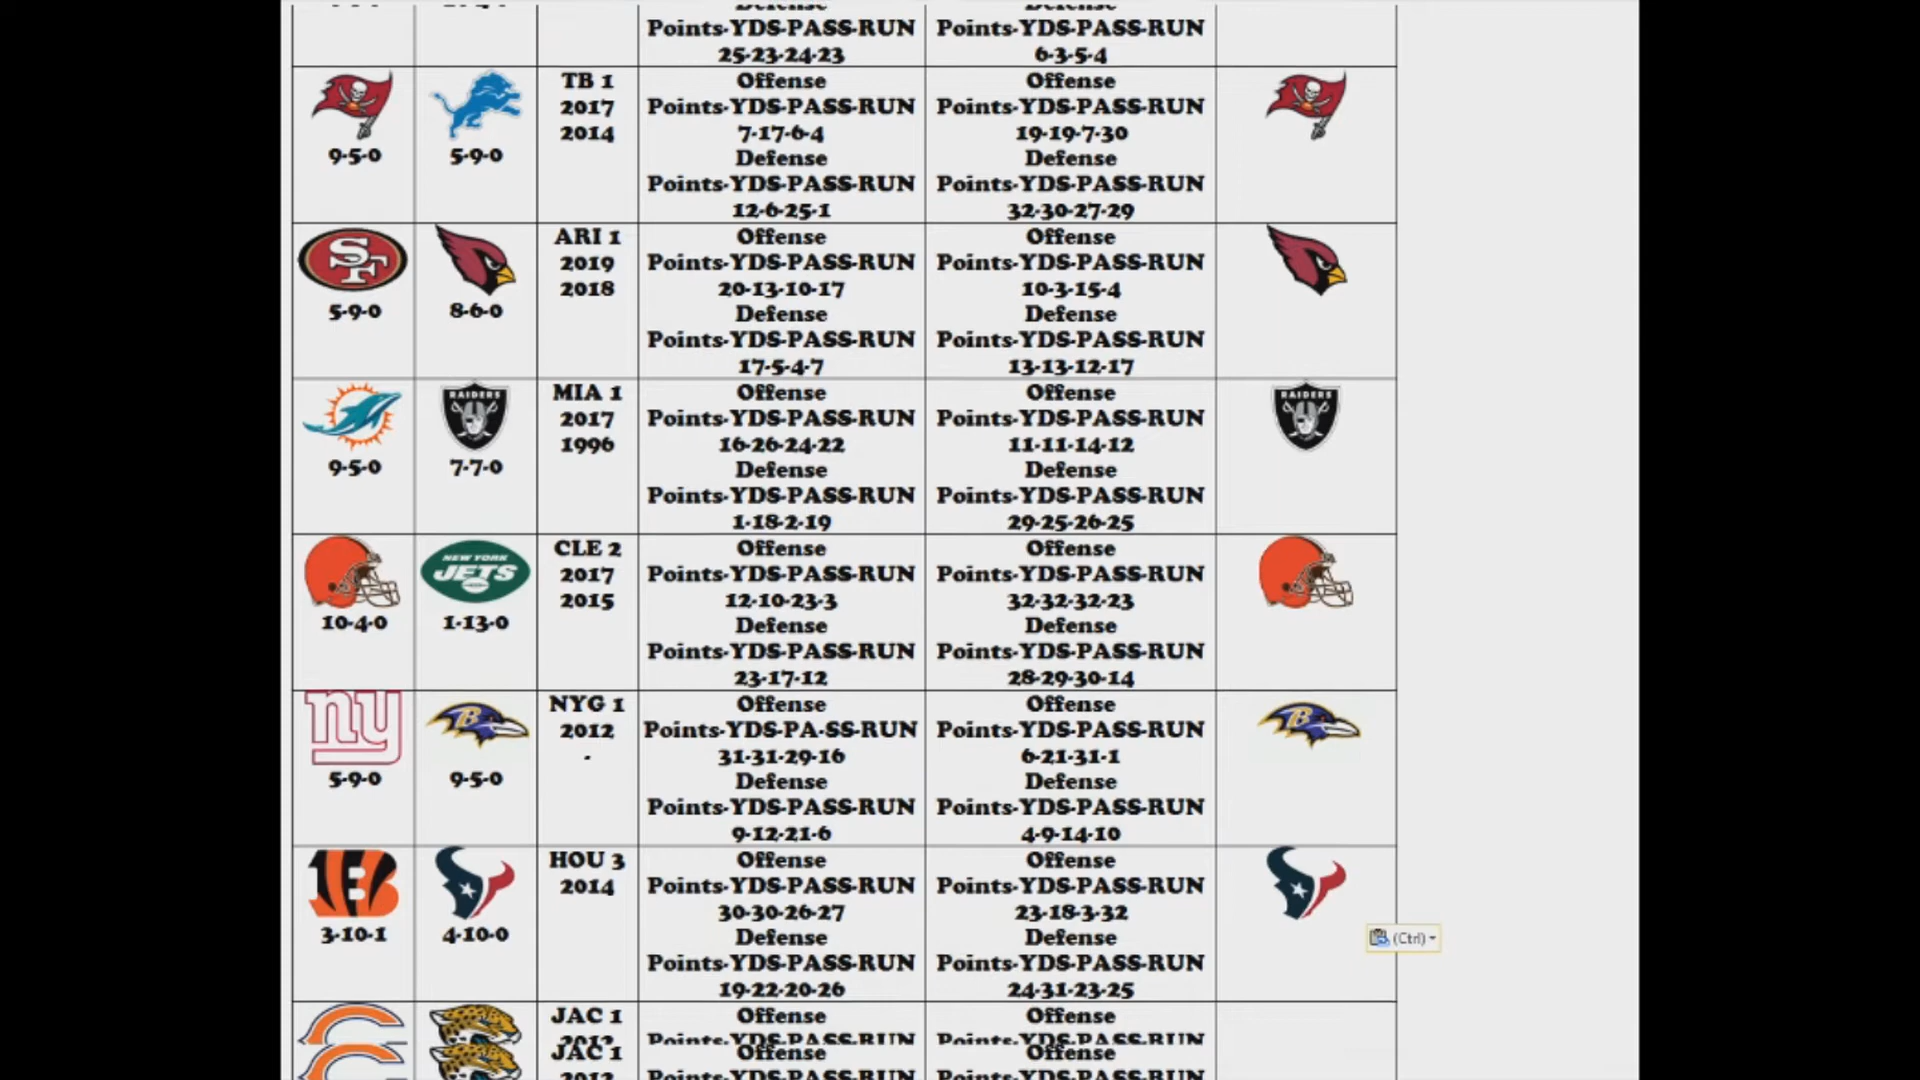 Points-YDS-PASS-RUN Points-YDS-PASS-RUN
25-23-24-23 6-3-5-4
TB 1 Offense Offense
2017 Points-YDS-PASS-RUN Points-YDS-PASS-RUN
2014 7-17-6-4 19-19-7-30
9-5-0 5-9-0 Defense Defense
Points-YDS-PASS-RUN Points-YDS-PASS-RUN
12-6-25-1 32-30-27-29
SF ARI 1 Offense Offense
2019 Points-YDS-PASS-RUN Points-YDS-PASS-RUN
2018 20-13-10-17 10-3-15-4
5-9-0 8-6-0 Defense Defense
Points-YDS-PASS-RUN Points-YDS-PASS-RUN
17-5-4-7 13-13-12-17
RAIDERS MIA 1 Offense Offense RAIDERS
2017 Points-YDS-PASS-RUN Points-YDS-PASS-RUN
1996 16-26-24-22 11-11-14-12
9-5-0 7-7-0 Defense Defense
Points-YDS-PASS-RUN Points-YDS-PASS-RUN
1-18-2-19 29-25-26-25
NEW YORK CLE 2 Offense Offense
JETS 2017 Points-YDS-PASS-RUN Points-YDS-PASS-RUN
2015 12-10-23-3 32-32-32-23
10-4-0 1-13-0 Defense Defense
Points-YDS-PASS-RUN Points-YDS-PASS-RUN
23-17-12 28-29-30-14
ny B NYG 1 Offense Offense B
2012 Points-YDS-PA-SS-RUN Points-YDS-PASS-RUN
- 31-31-29-16 6-21-31-1
5-9-0 9-5-0 Defense Defense
Points-YDS-PASS-RUN Points-YDS-PASS-RUN
9-12-21-6 4-9-14-10
B HOU 3 Offense Offense
2014 Points-YDS-PASS-RUN Points-YDS-PASS-RUN
30-30-26-27 23-18-3-32
3-10-1 4-10-0 Defense Defense (Ctrl)
Points-YDS-PASS-RUN Points-YDS-PASS-RUN
19-22-20-26 24-31-23-25
JAC 1 Offense Offense
JAC 1 Offense Offense